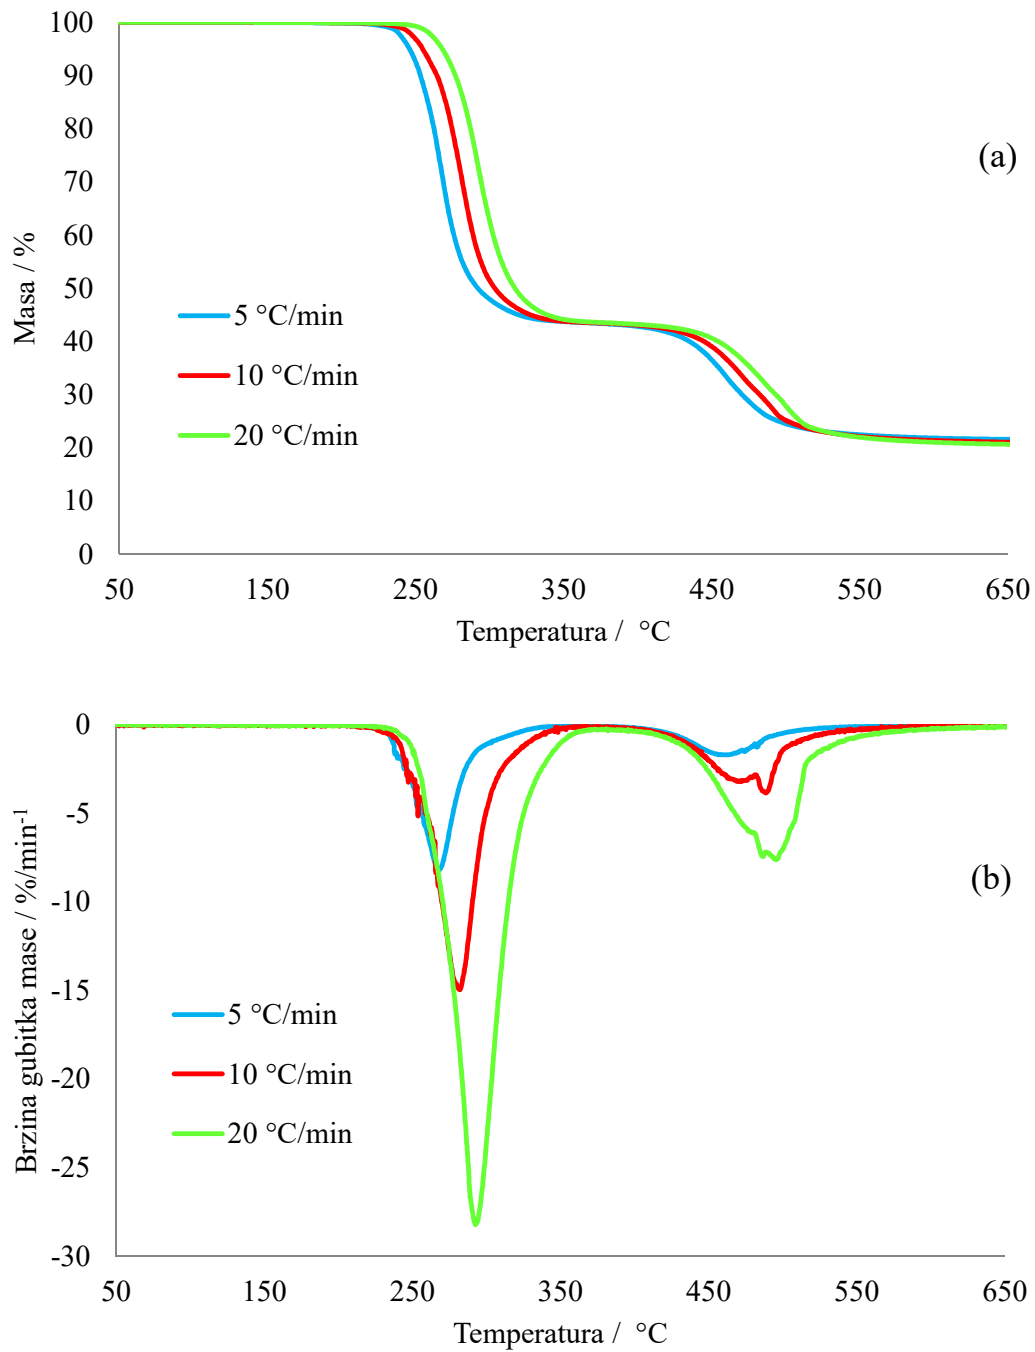 100
90
80
70
60
50
40
30
20
10
0
Masa / %
(a)
5 °C/min
10 °C/min
20 °C/min
50 150 250 350 450 550 650
Temperatura / °C
0
-5
-10
-15
-20
-25
-30
Brzina gubitka mase / %/min⁻¹
(b)
5 °C/min
10 °C/min
20 °C/min
50 150 250 350 450 550 650
Temperatura / °C